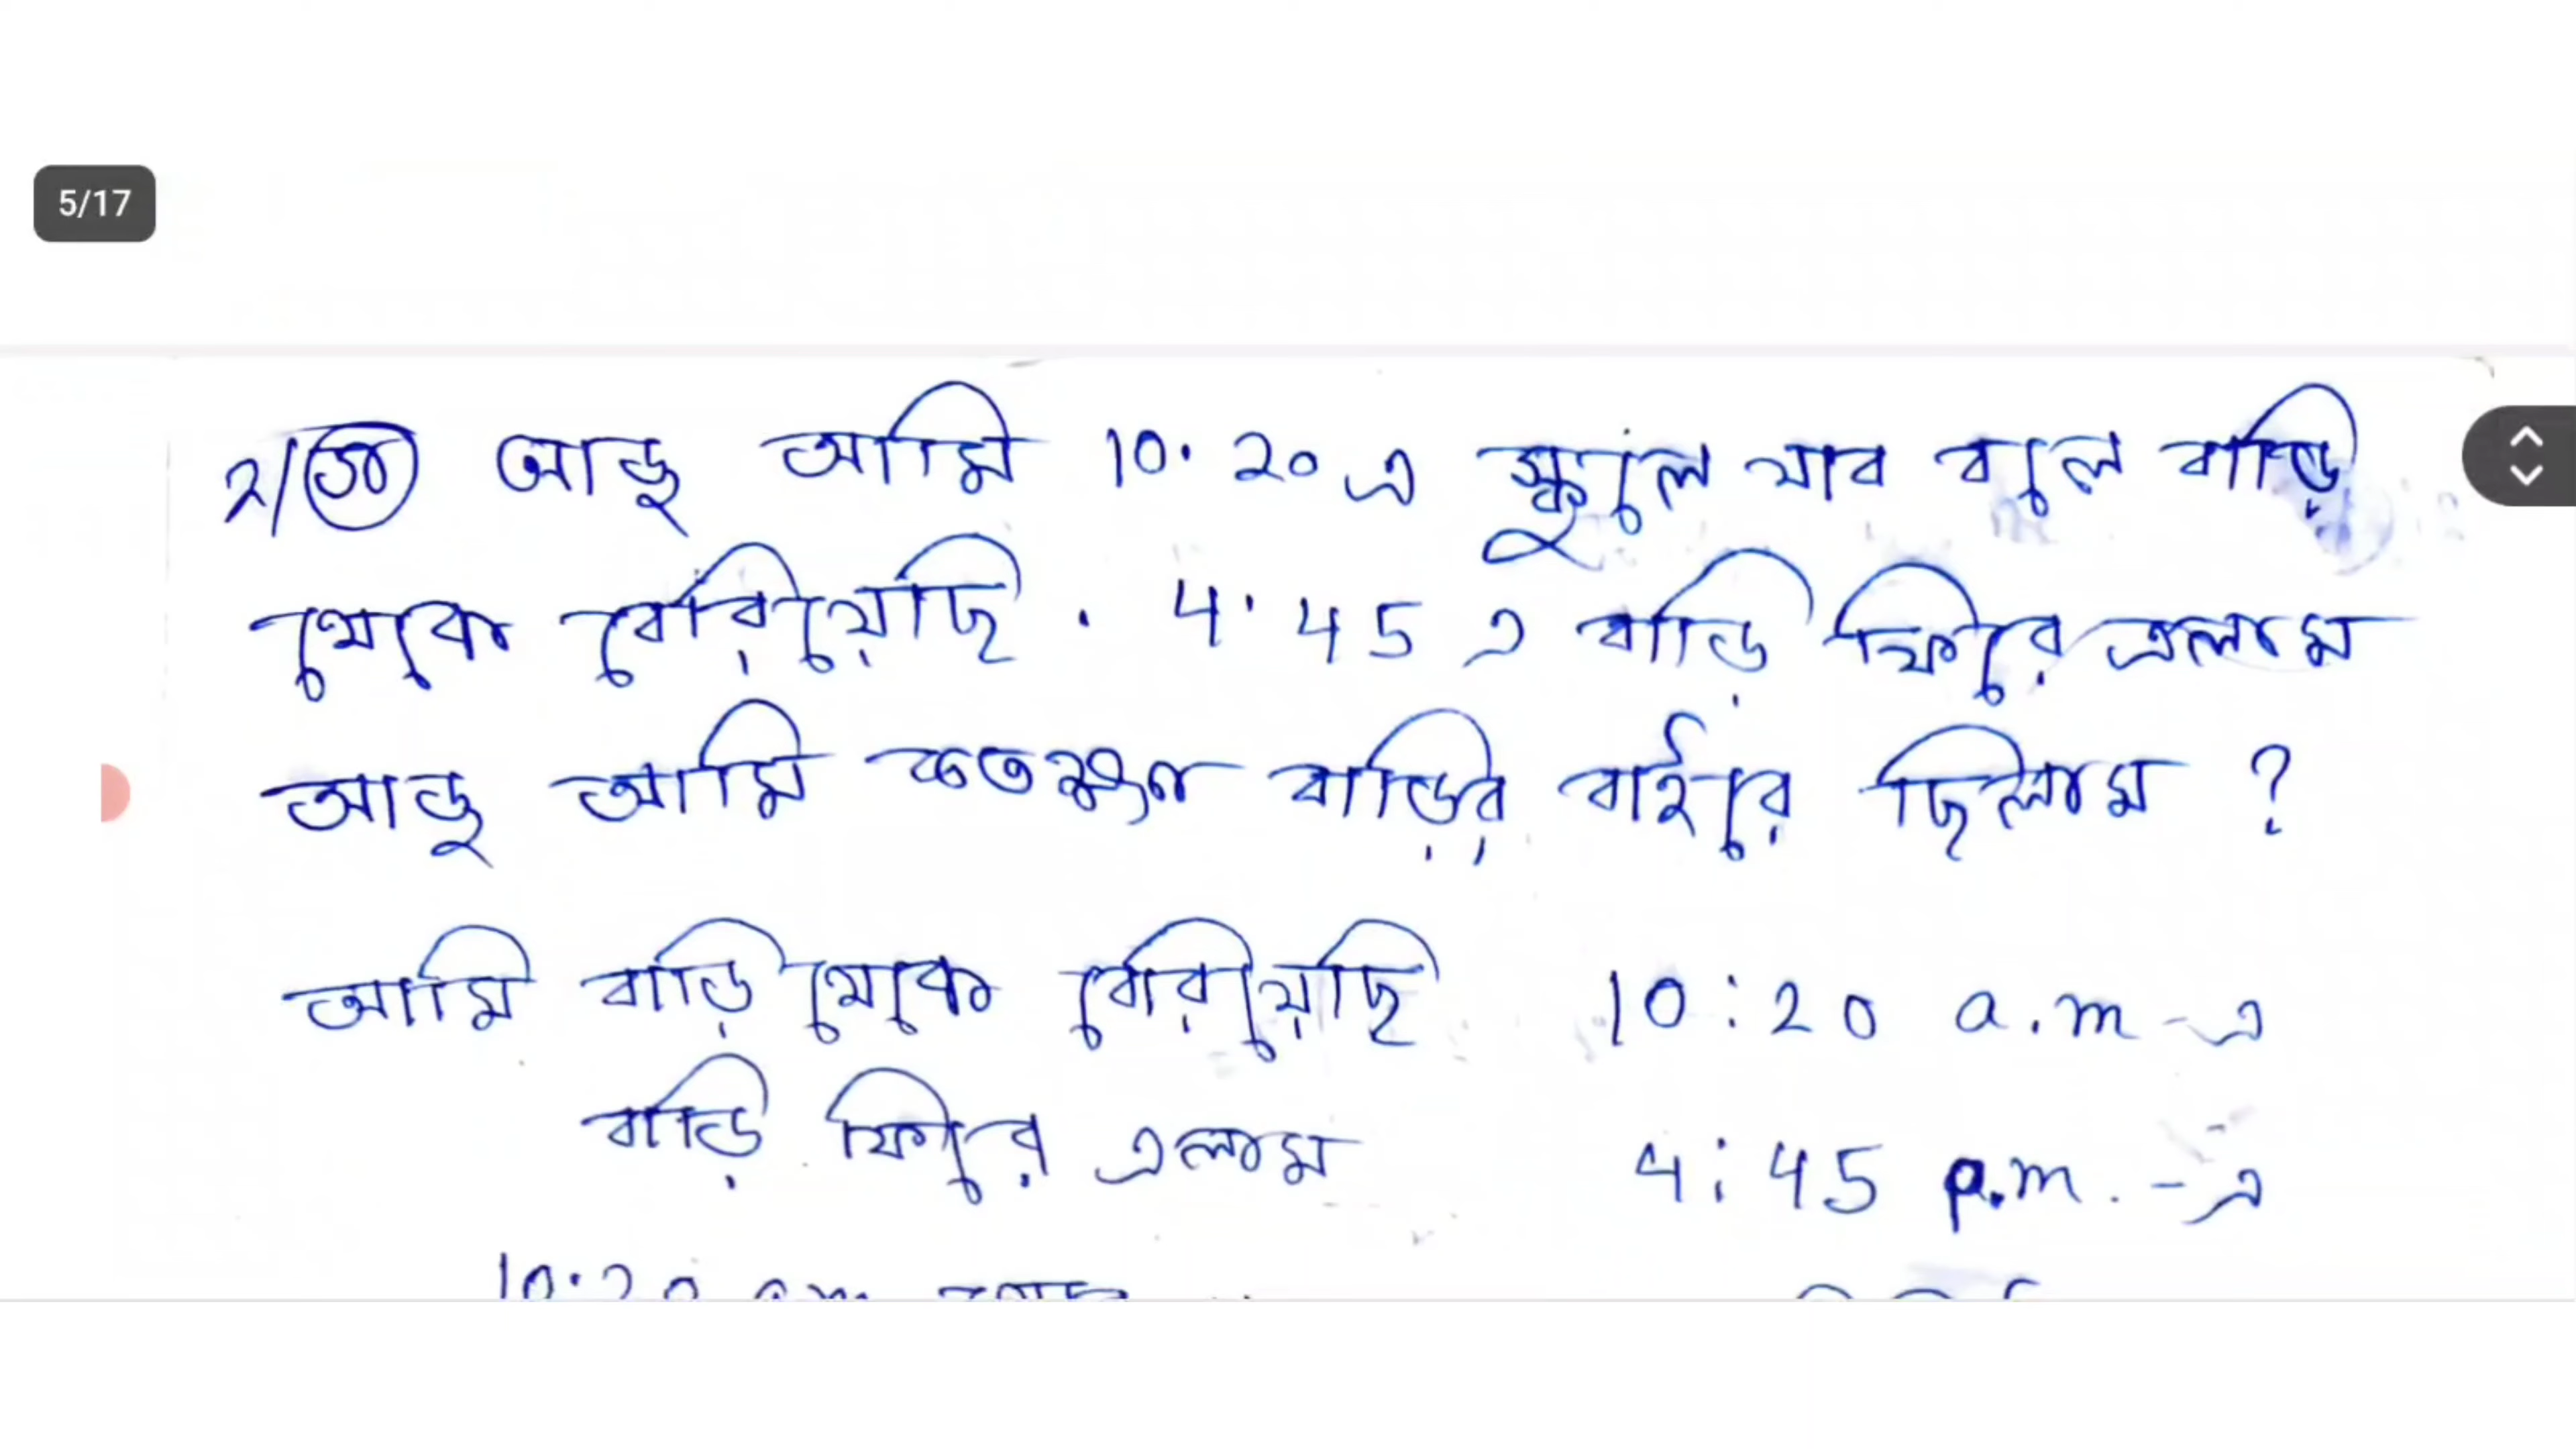 5/17
2/ জ আজ আমি 10.20 এ স্কুলে যাব বলে বাড়ি
থেকে বেরিয়েছি. 4.45 এ বাড়ি ফিরে এলাম
আজ আমি কতক্ষণ বাড়ির বাইরে ছিলাম ?
আমি বাড়ি থেকে বেরিয়েছি 10:20 a.m-এ
বাড়ি ফিরে এলাম 4:45 p.m.-এ